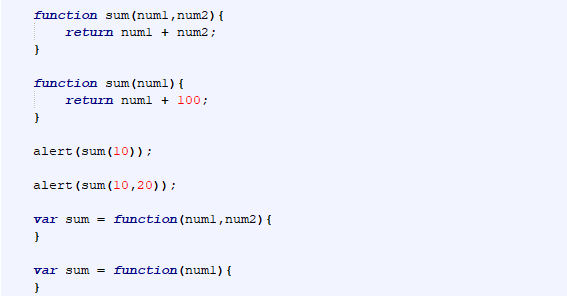 function sum(num1,num2){
return num1 + num2;
}
function sum(num1){
return num1 + 100;
}
alert(sum(10));
alert(sum(10,20));
var sum = function(num1,num2){
}
var sum = function(num1){
}